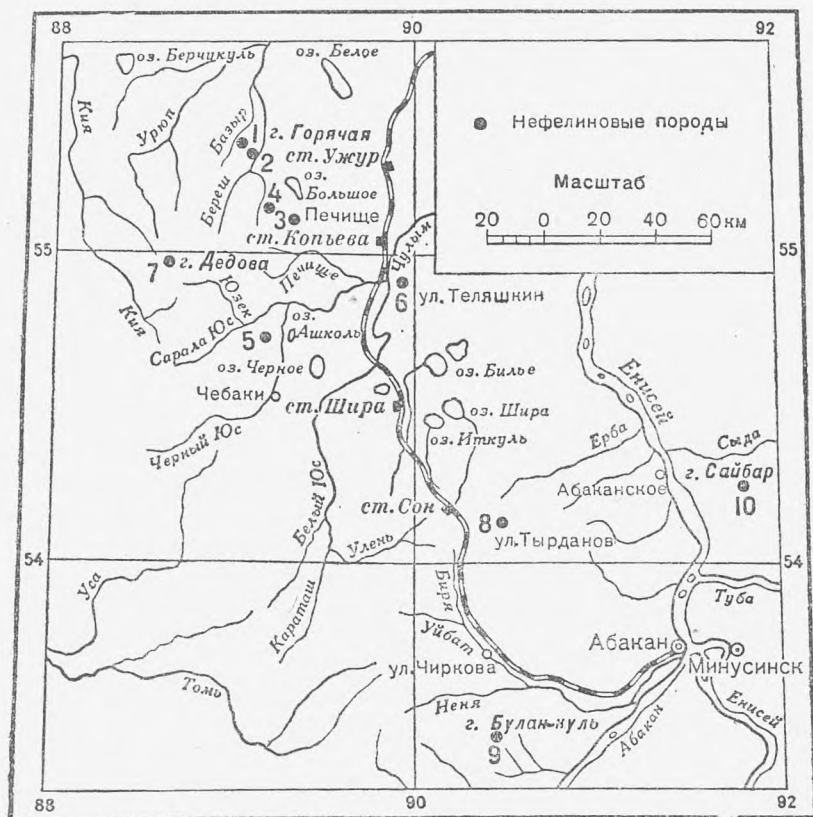 88
90
92
оз. Берчикуль
оз. Белое
Кия
Урюп
Базыр
1
г. Горячая
2
ст. Ужур
оз.
Большое
Береш
4
3
Печище
ст. Копьева
Чулым
55
55
7
г. Дедова
Печище
6
ул. Теляшкин
Юзек
Кия
Сарала Юс
5
оз.
Ашколь
оз. Черное
Чебаки
ст. Шира
оз. Билье
оз. Шира
оз. Иткуль
Черный Юс
Белый Юс
ст. Сон
Улень
8
ул. Тырданов
Ерба
Енисей
Сыда
Абаканское
г. Сайбар
10
54
54
Уса
Караташ
Биря
Уйбат
ул. Чиркова
Туба
Абакан
Минусинск
Томь
Неня
г. Булан-куль
9
Абакан
Енисей
88
90
92
Нефелиновые породы
Масштаб
20 0 20 40 60 км